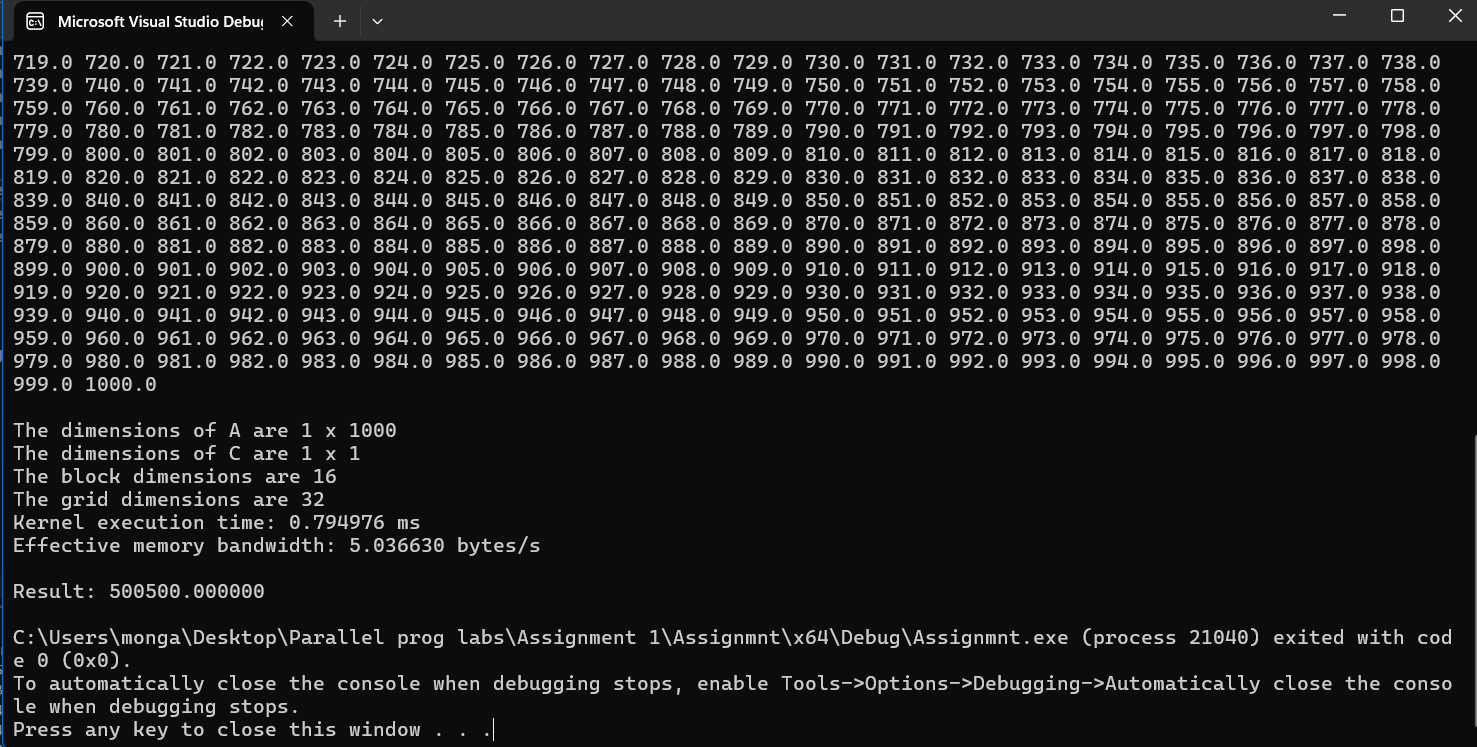 Microsoft Visual Studio Debu
719.0 720.0 721.0 722.0 723.0 724.0 725.0 726.0 727.0 728.0 729.0 730.0 731.0 732.0 733.0 734.0 735.0 736.0 737.0 738.0
739.0 740.0 741.0 742.0 743.0 744.0 745.0 746.0 747.0 748.0 749.0 750.0 751.0 752.0 753.0 754.0 755.0 756.0 757.0 758.0
759.0 760.0 761.0 762.0 763.0 764.0 765.0 766.0 767.0 768.0 769.0 770.0 771.0 772.0 773.0 774.0 775.0 776.0 777.0 778.0
779.0 780.0 781.0 782.0 783.0 784.0 785.0 786.0 787.0 788.0 789.0 790.0 791.0 792.0 793.0 794.0 795.0 796.0 797.0 798.0
799.0 800.0 801.0 802.0 803.0 804.0 805.0 806.0 807.0 808.0 809.0 810.0 811.0 812.0 813.0 814.0 815.0 816.0 817.0 818.0
819.0 820.0 821.0 822.0 823.0 824.0 825.0 826.0 827.0 828.0 829.0 830.0 831.0 832.0 833.0 834.0 835.0 836.0 837.0 838.0
839.0 840.0 841.0 842.0 843.0 844.0 845.0 846.0 847.0 848.0 849.0 850.0 851.0 852.0 853.0 854.0 855.0 856.0 857.0 858.0
859.0 860.0 861.0 862.0 863.0 864.0 865.0 866.0 867.0 868.0 869.0 870.0 871.0 872.0 873.0 874.0 875.0 876.0 877.0 878.0
879.0 880.0 881.0 882.0 883.0 884.0 885.0 886.0 887.0 888.0 889.0 890.0 891.0 892.0 893.0 894.0 895.0 896.0 897.0 898.0
899.0 900.0 901.0 902.0 903.0 904.0 905.0 906.0 907.0 908.0 909.0 910.0 911.0 912.0 913.0 914.0 915.0 916.0 917.0 918.0
919.0 920.0 921.0 922.0 923.0 924.0 925.0 926.0 927.0 928.0 929.0 930.0 931.0 932.0 933.0 934.0 935.0 936.0 937.0 938.0
939.0 940.0 941.0 942.0 943.0 944.0 945.0 946.0 947.0 948.0 949.0 950.0 951.0 952.0 953.0 954.0 955.0 956.0 957.0 958.0
959.0 960.0 961.0 962.0 963.0 964.0 965.0 966.0 967.0 968.0 969.0 970.0 971.0 972.0 973.0 974.0 975.0 976.0 977.0 978.0
979.0 980.0 981.0 982.0 983.0 984.0 985.0 986.0 987.0 988.0 989.0 990.0 991.0 992.0 993.0 994.0 995.0 996.0 997.0 998.0
999.0 1000.0
The dimensions of A are 1 x 1000
The dimensions of C are 1 x 1
The block dimensions are 16
The grid dimensions are 32
Kernel execution time: 0.794976 ms
Effective memory bandwidth: 5.036630 bytes/s
Result: 500500.000000
C:\Users\monga\Desktop\Parallel prog labs\Assignment 1\Assignmnt\x64\Debug\Assignmnt.exe (process 21040) exited with cod
e 0 (0x0).
To automatically close the console when debugging stops, enable Tools->Options->Debugging->Automatically close the conso
le when debugging stops.
Press any key to close this window . . .